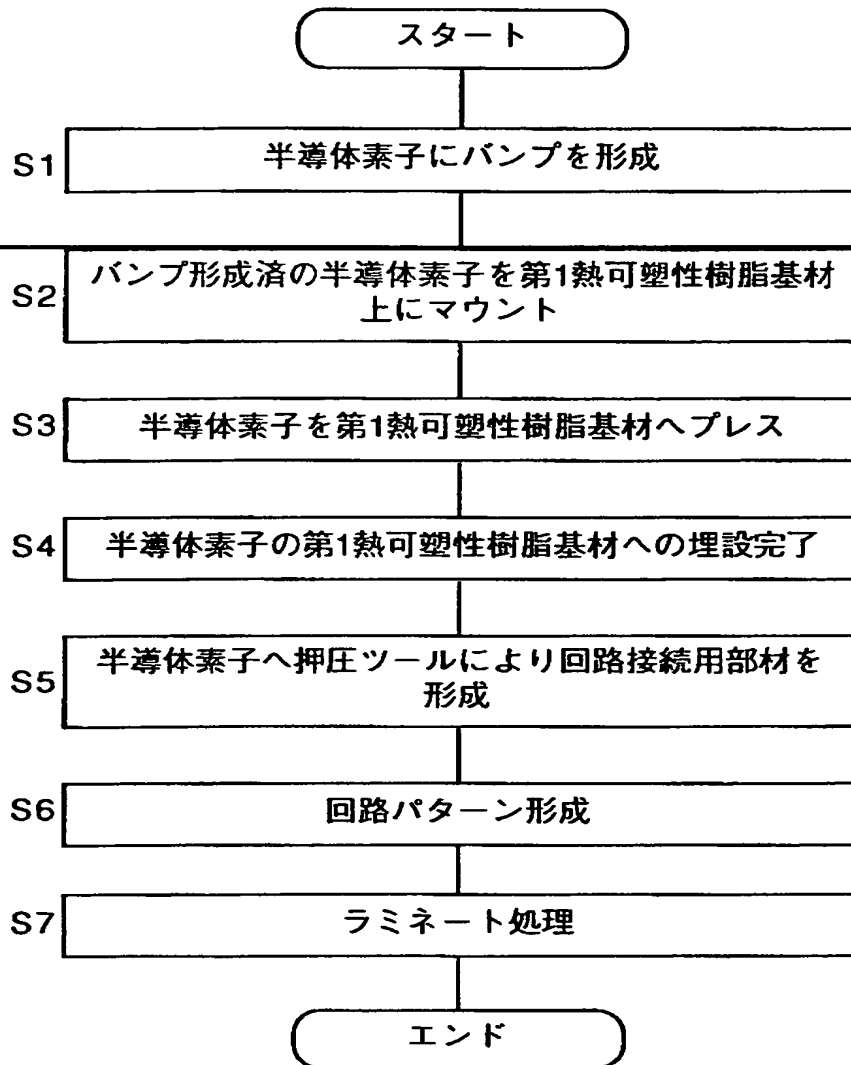 スタート
S1 半導体素子にバンプを形成
S2 バンプ形成済の半導体素子を第1熱可塑性樹脂基材
上にマウント
S3 半導体素子を第1熱可塑性樹脂基材へプレス
S4 半導体素子の第1熱可塑性樹脂基材への埋設完了
S5 半導体素子へ押圧ツールにより回路接続用部材を
形成
S6 回路パターン形成
S7 ラミネート処理
エンド